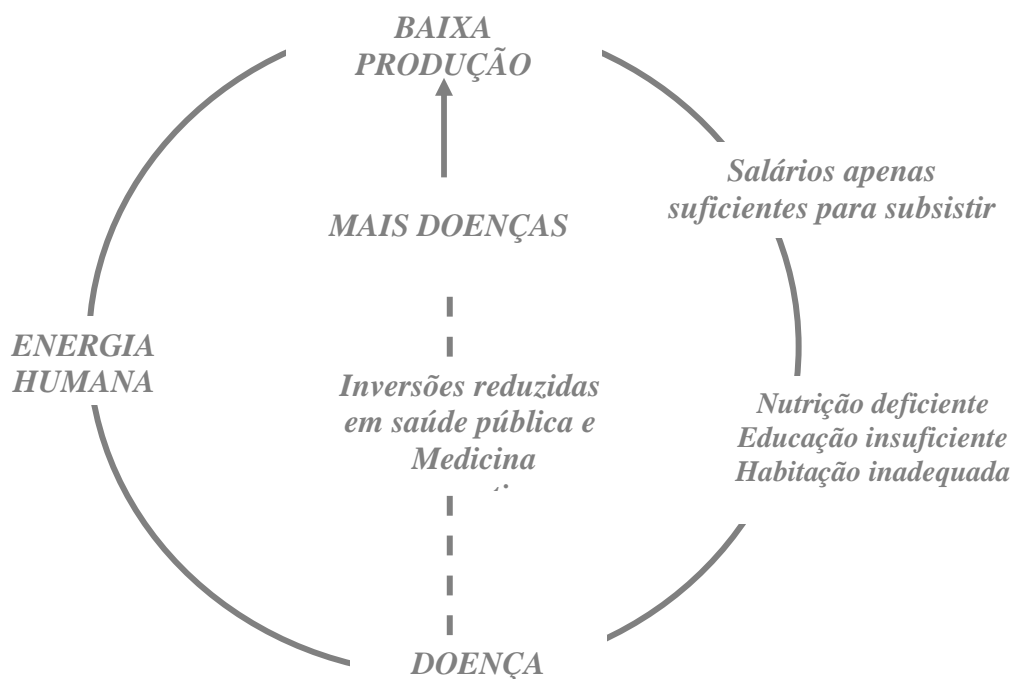 BAIXA
PRODUÇÃO
Salários apenas
suficientes para subsistir
MAIS DOENÇAS
ENERGIA
HUMANA
Inversões reduzidas
em saúde pública e
Medicina
Nutrição deficiente
Educação insuficiente
Habitação inadequada
DOENÇA